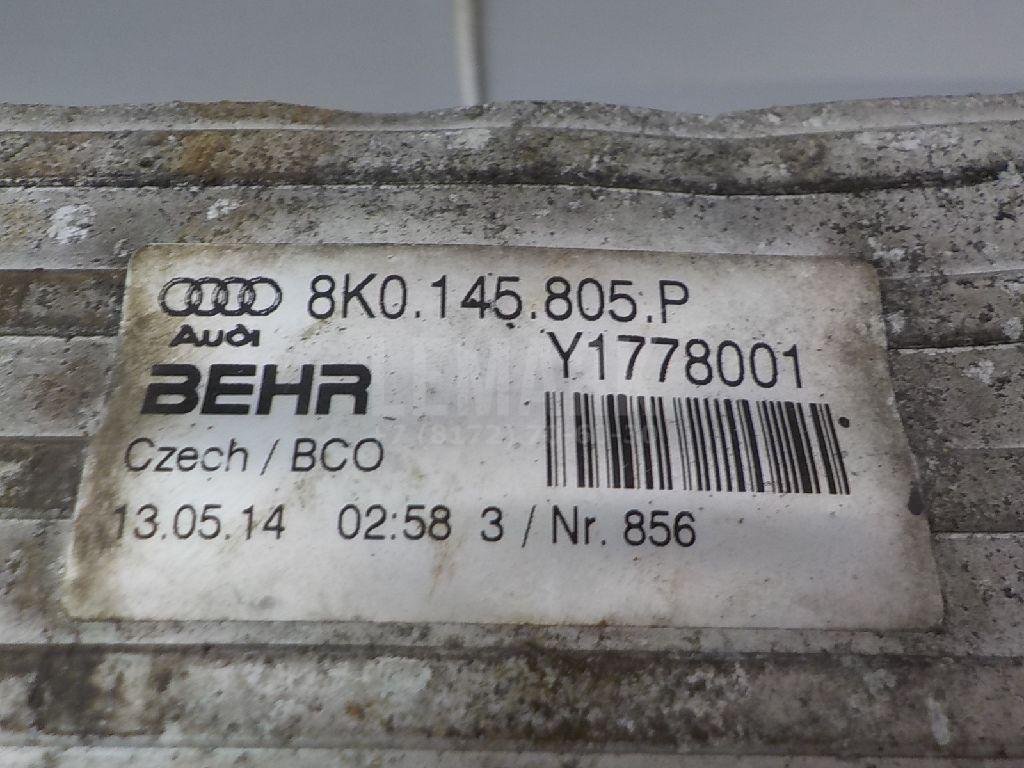 8K0.145.805.P
Audi
Y1778001
BEHR
Czech / BCO
13.05.14 02:58 3 / Nr. 856